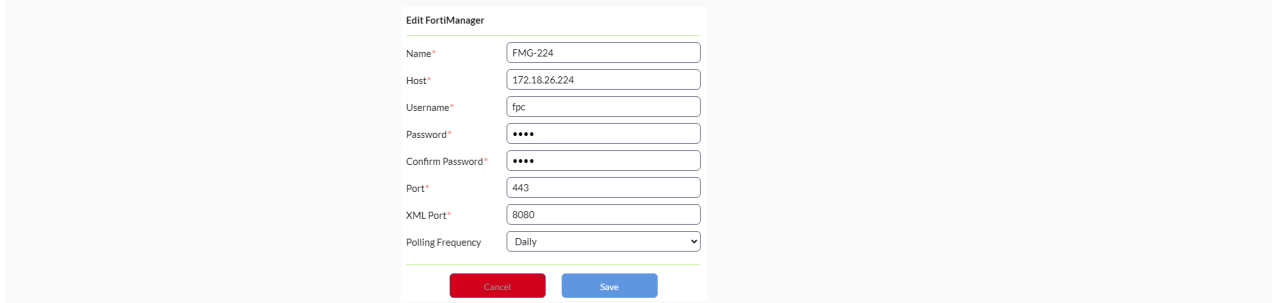 Edit FortiManager
Name* FMG-224
Host* 172.18.26.224
Username* fpc
Password* ••••
Confirm Password* ••••
Port* 443
XML Port* 8080
Polling Frequency Daily
Cancel Save